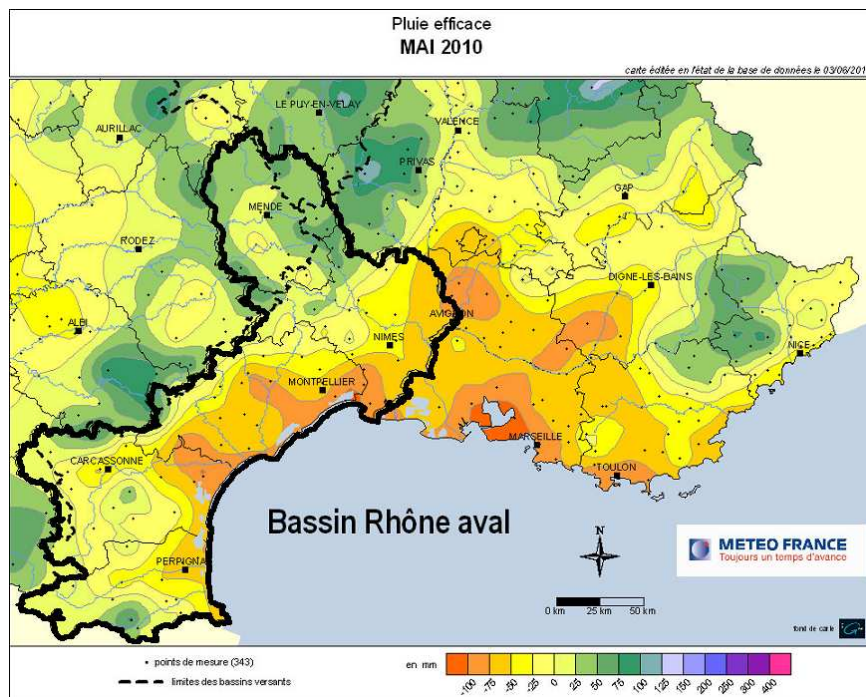 Pluie efficace
MAI 2010
carte éditée en l'état de la base de données le 03/06/201
LE PUY-EN-VELAY
AURILLAC
VALENCE
PRIVAS
GAP
MENDE
RODEZ
DIGNE-LES-BAINS
AVIGNON
ALBI
NIMES
NICE
MONTPELLIER
MARSEILLE
CARCASSONNE
TOULON
Bassin Rhône aval
N
METEO FRANCE
Toujours un temps d'avance
PERPIGNA
0 km 25 km 50 km
fond de carte
points de mesure (343)
en mm
-100 -75 -50 -25 0 25 50 75 100 125 150 200 250 300 400
limites des bassins versants